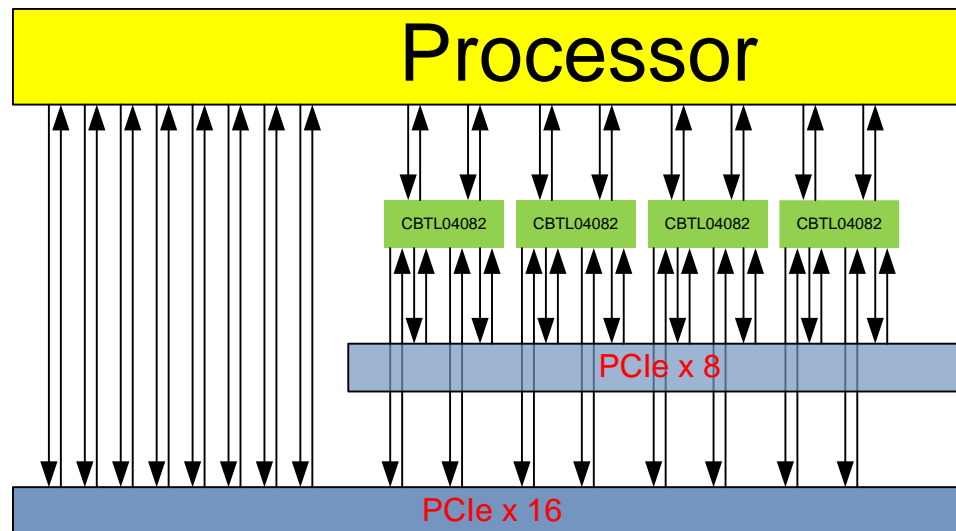 Processor
CBTL04082
CBTL04082
CBTL04082
CBTL04082
PCIe x 8
PCIe x 16